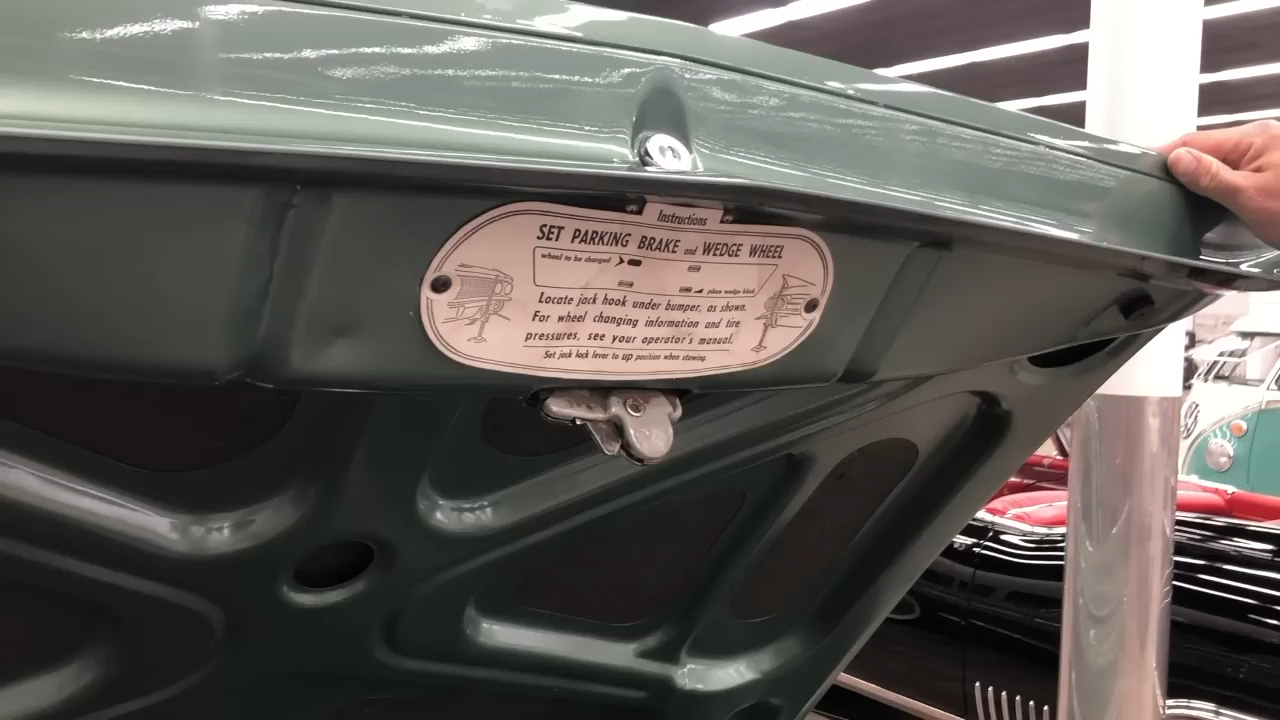 Instructions
SET PARKING BRAKE and WEDGE WHEEL
wheel to be changed
place wedge block
Locate jack hook under bumper, as shown.
For wheel changing information and tire
pressures, see your operator's manual.
Set jack lock lever to up position when stowing.